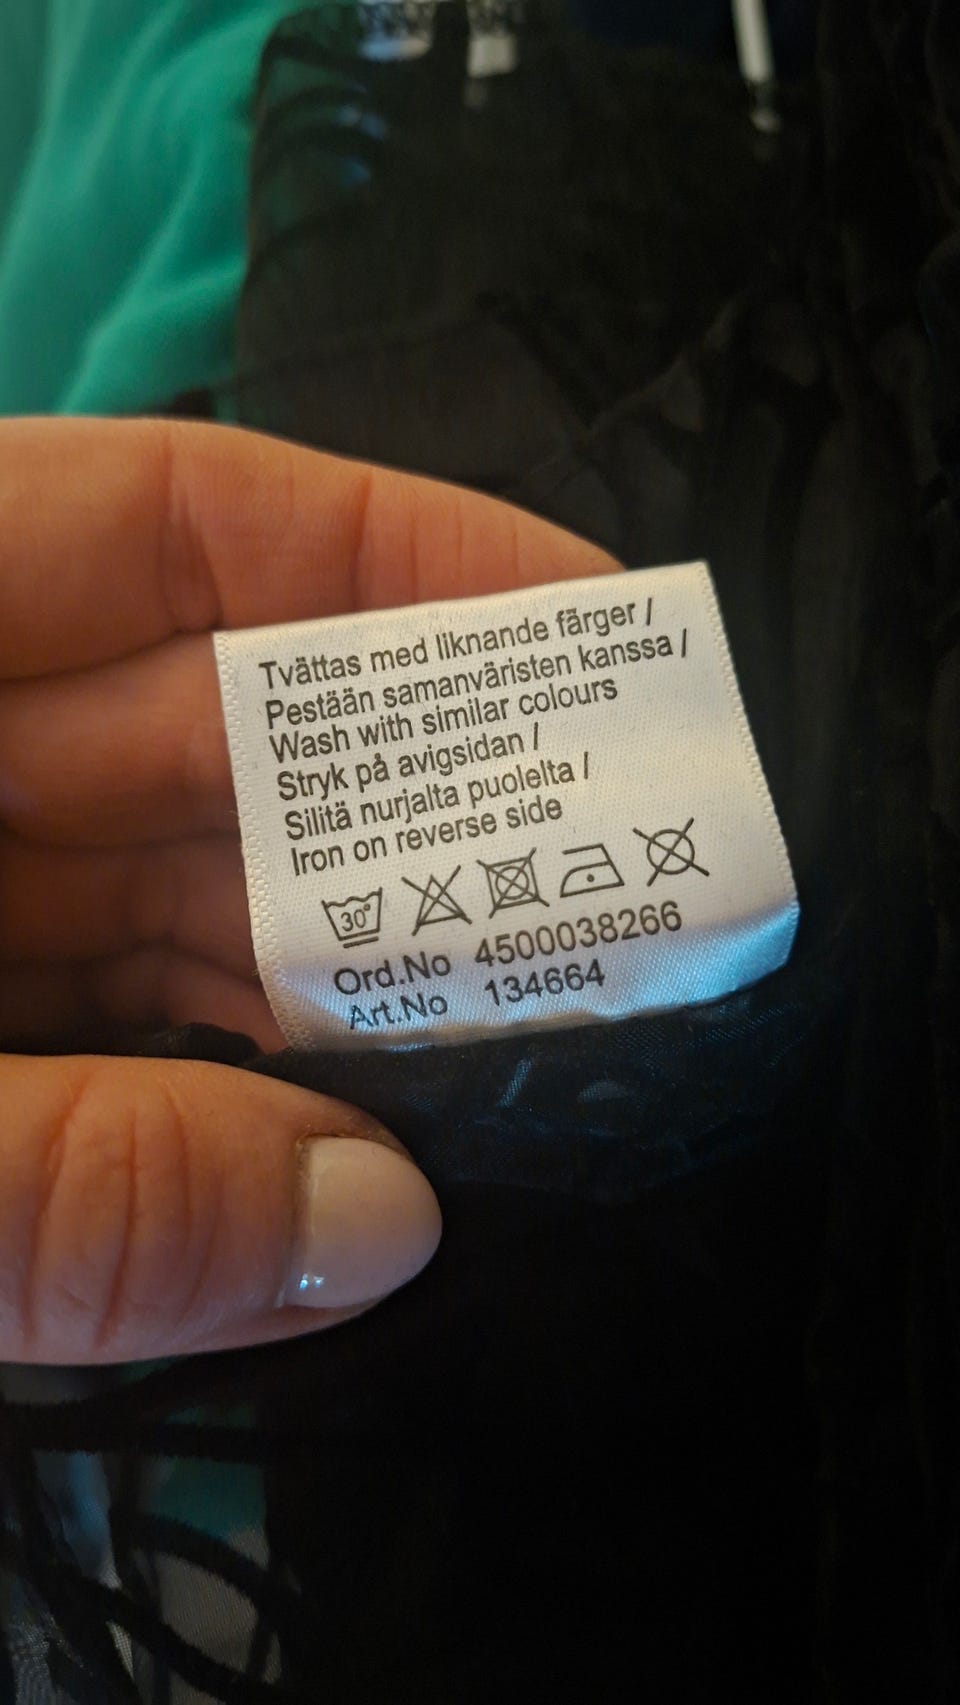 Tvättas med liknande färger /
Pestään samanväristen kanssa /
Wash with similar colours
Stryk på avigsidan /
Silitä nurjalta puolelta /
Iron on reverse side
30°
Ord.No 4500038266
Art.No 134664